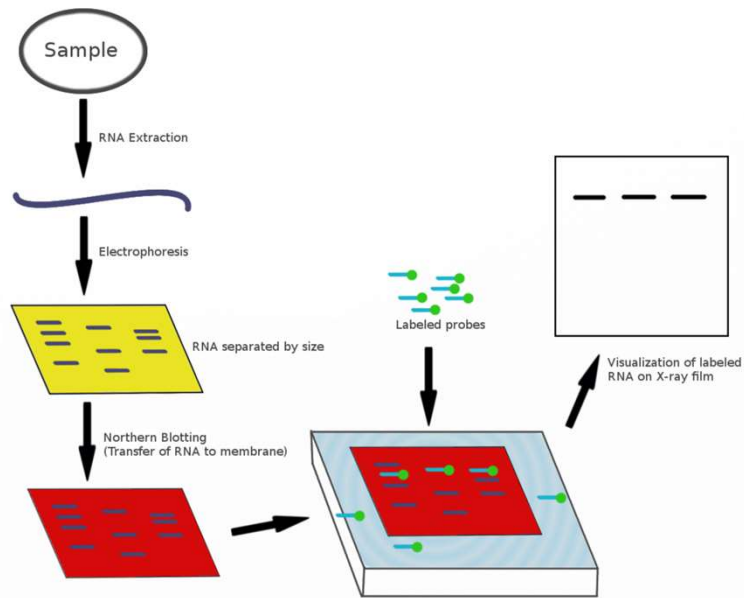 Sample
RNA Extraction
Electrophoresis
RNA separated by size
Northern Blotting
(Transfer of RNA to membrane)
Labeled probes
Visualization of labeled
RNA on X-ray film